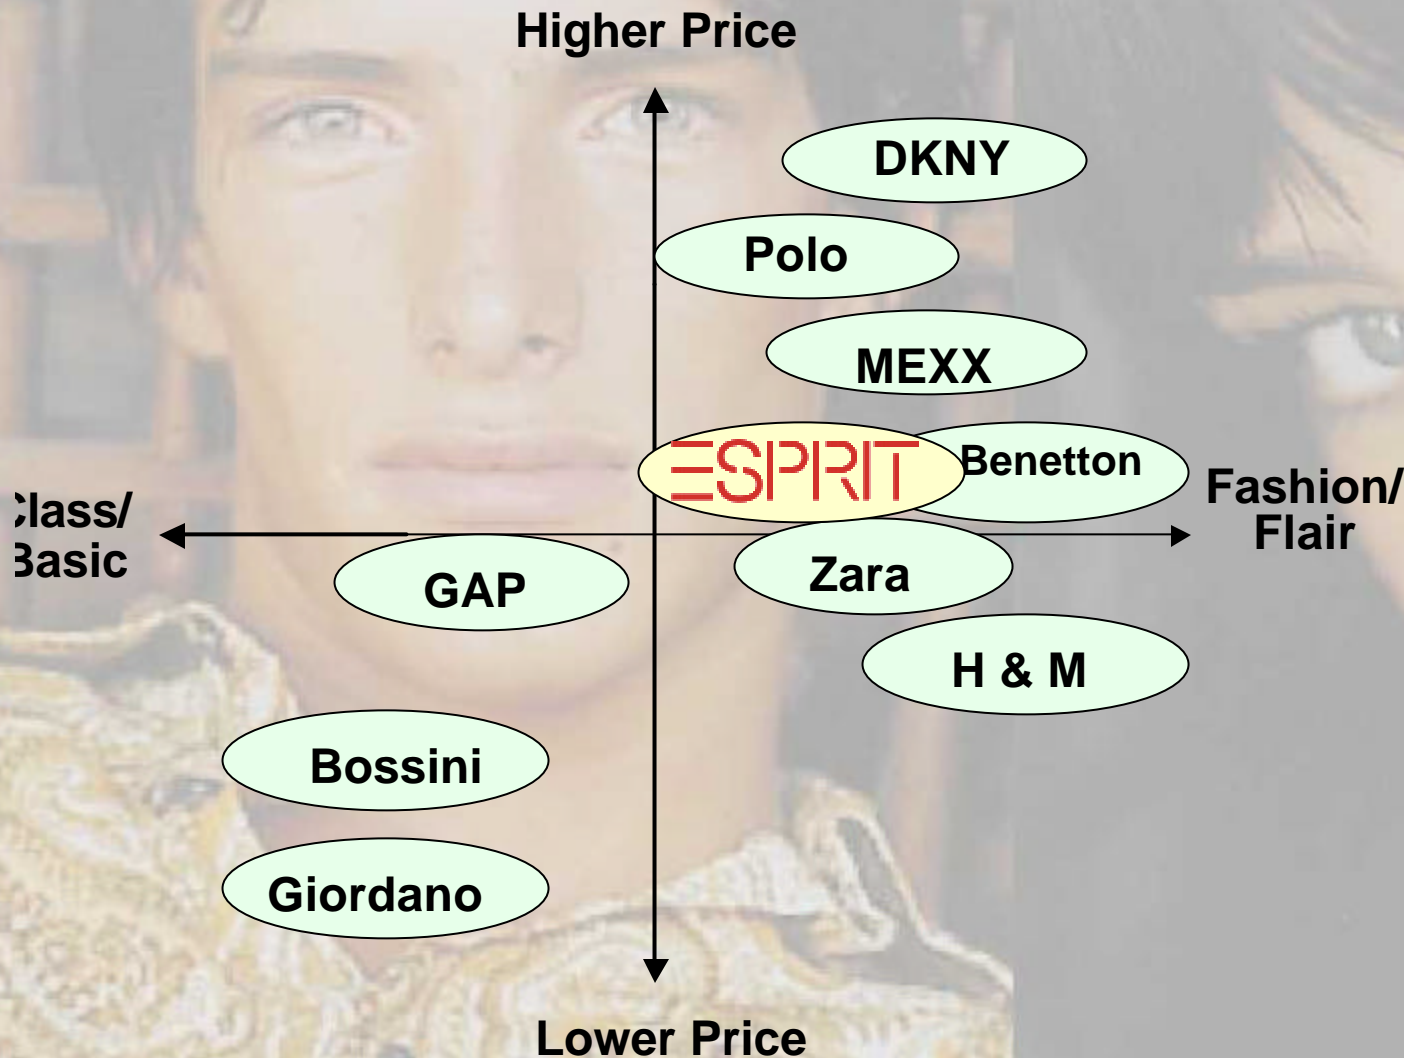 Higher Price
DKNY
Polo
MEXX
ESPRIT
Benetton
Fashion/
Flair
lass/
Basic
GAP
Zara
H & M
Bossini
Giordano
Lower Price